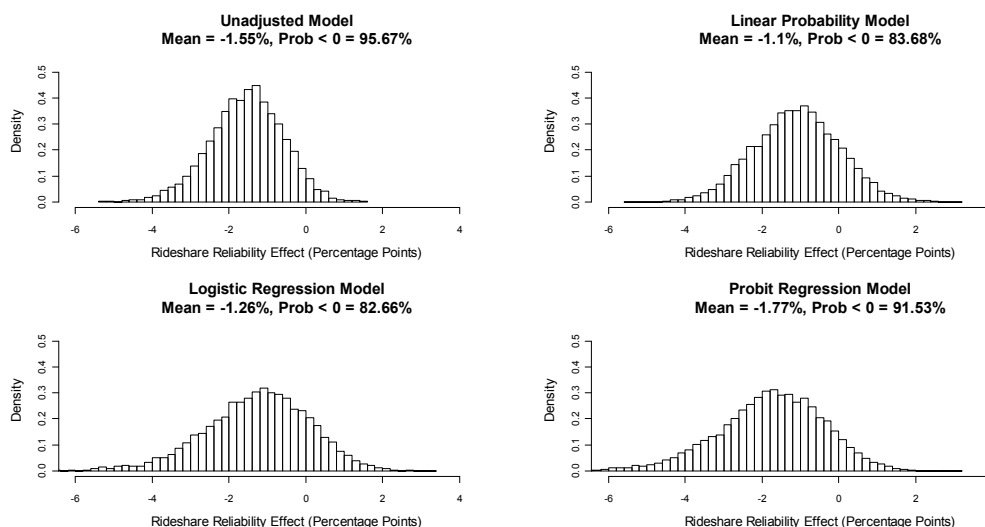 Unadjusted Model
Mean = -1.55%, Prob < 0 = 95.67%
Density
0.0 0.1 0.2 0.3 0.4 0.5
-6 -4 -2 0 2 4
Rideshare Reliability Effect (Percentage Points)
Linear Probability Model
Mean = -1.1%, Prob < 0 = 83.68%
Density
0.0 0.1 0.2 0.3 0.4 0.5
-6 -4 -2 0 2
Rideshare Reliability Effect (Percentage Points)
Logistic Regression Model
Mean = -1.26%, Prob < 0 = 82.66%
Density
0.0 0.1 0.2 0.3 0.4 0.5
-6 -4 -2 0 2 4
Rideshare Reliability Effect (Percentage Points)
Probit Regression Model
Mean = -1.77%, Prob < 0 = 91.53%
Density
0.0 0.1 0.2 0.3 0.4 0.5
-6 -4 -2 0 2
Rideshare Reliability Effect (Percentage Points)